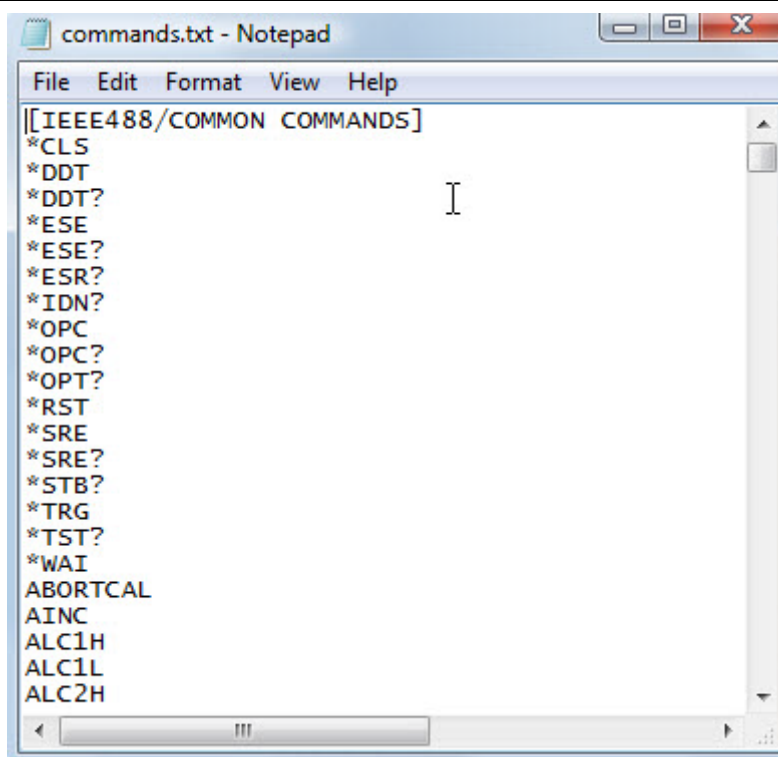 commands.txt - Notepad
File Edit Format View Help
[IEEE488/COMMON COMMANDS]
*CLS
*DDT
*DDT?
*ESE
*ESE?
*ESR?
*IDN?
*OPC
*OPC?
*OPT?
*RST
*SRE
*SRE?
*STB?
*TRG
*TST?
*WAI
ABORTCAL
AINC
ALC1H
ALC1L
ALC2H